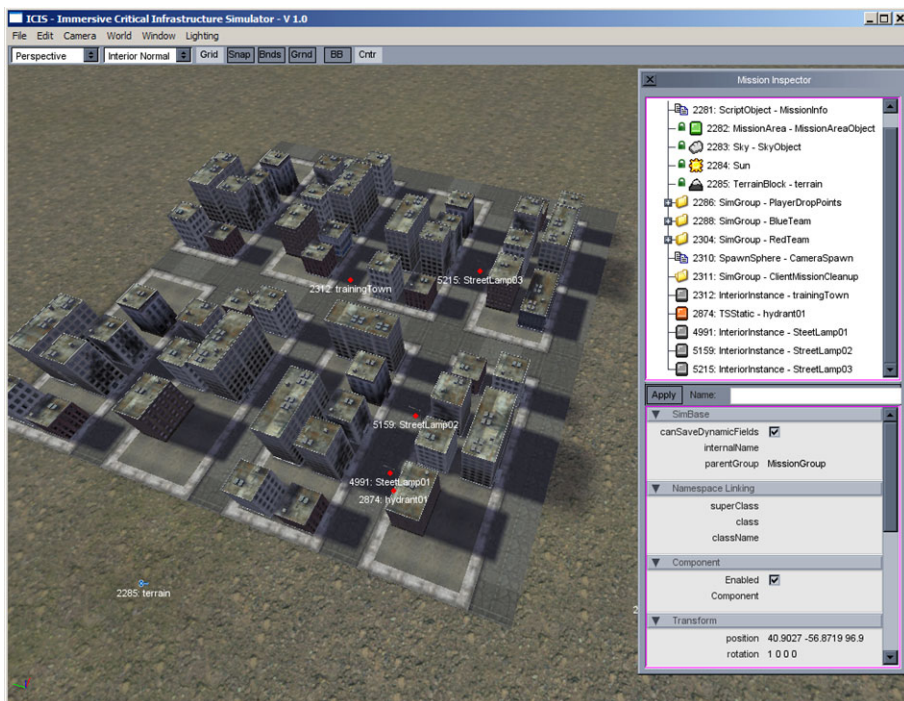 ICIS - Immersive Critical Infrastructure Simulator - V 1.0
File Edit Camera World Window Lighting
Perspective Interior Normal Grid Snap Bnds Grnd BB Cntr
Mission Inspector
2281: ScriptObject - MissionInfo
2282: MissionArea - MissionAreaObject
2283: Sky - SkyObject
2284: Sun
2285: TerrainBlock - terrain
2286: SimGroup - PlayerDropPoints
2288: SimGroup - BlueTeam
2304: SimGroup - RedTeam
2310: SpawnSphere - CameraSpawn
2311: SimGroup - ClientMissionCleanup
2312: InteriorInstance - trainingTown
2874: TSStatic - hydrant01
4991: InteriorInstance - SteetLamp01
5159: InteriorInstance - StreetLamp02
5215: InteriorInstance - StreetLamp03
Apply Name:
SimBase
canSaveDynamicFields
internalName
parentGroup MissionGroup
Namespace Linking
superClass
class
className
Component
Enabled
Component
Transform
position 40.9027 -56.8719 96.9
rotation 1 0 0 0
5215: StreetLamp03
2312: trainingTown
5159: StreetLamp02
4991: SteetLamp01
2874: hydrant01
2285: terrain
2